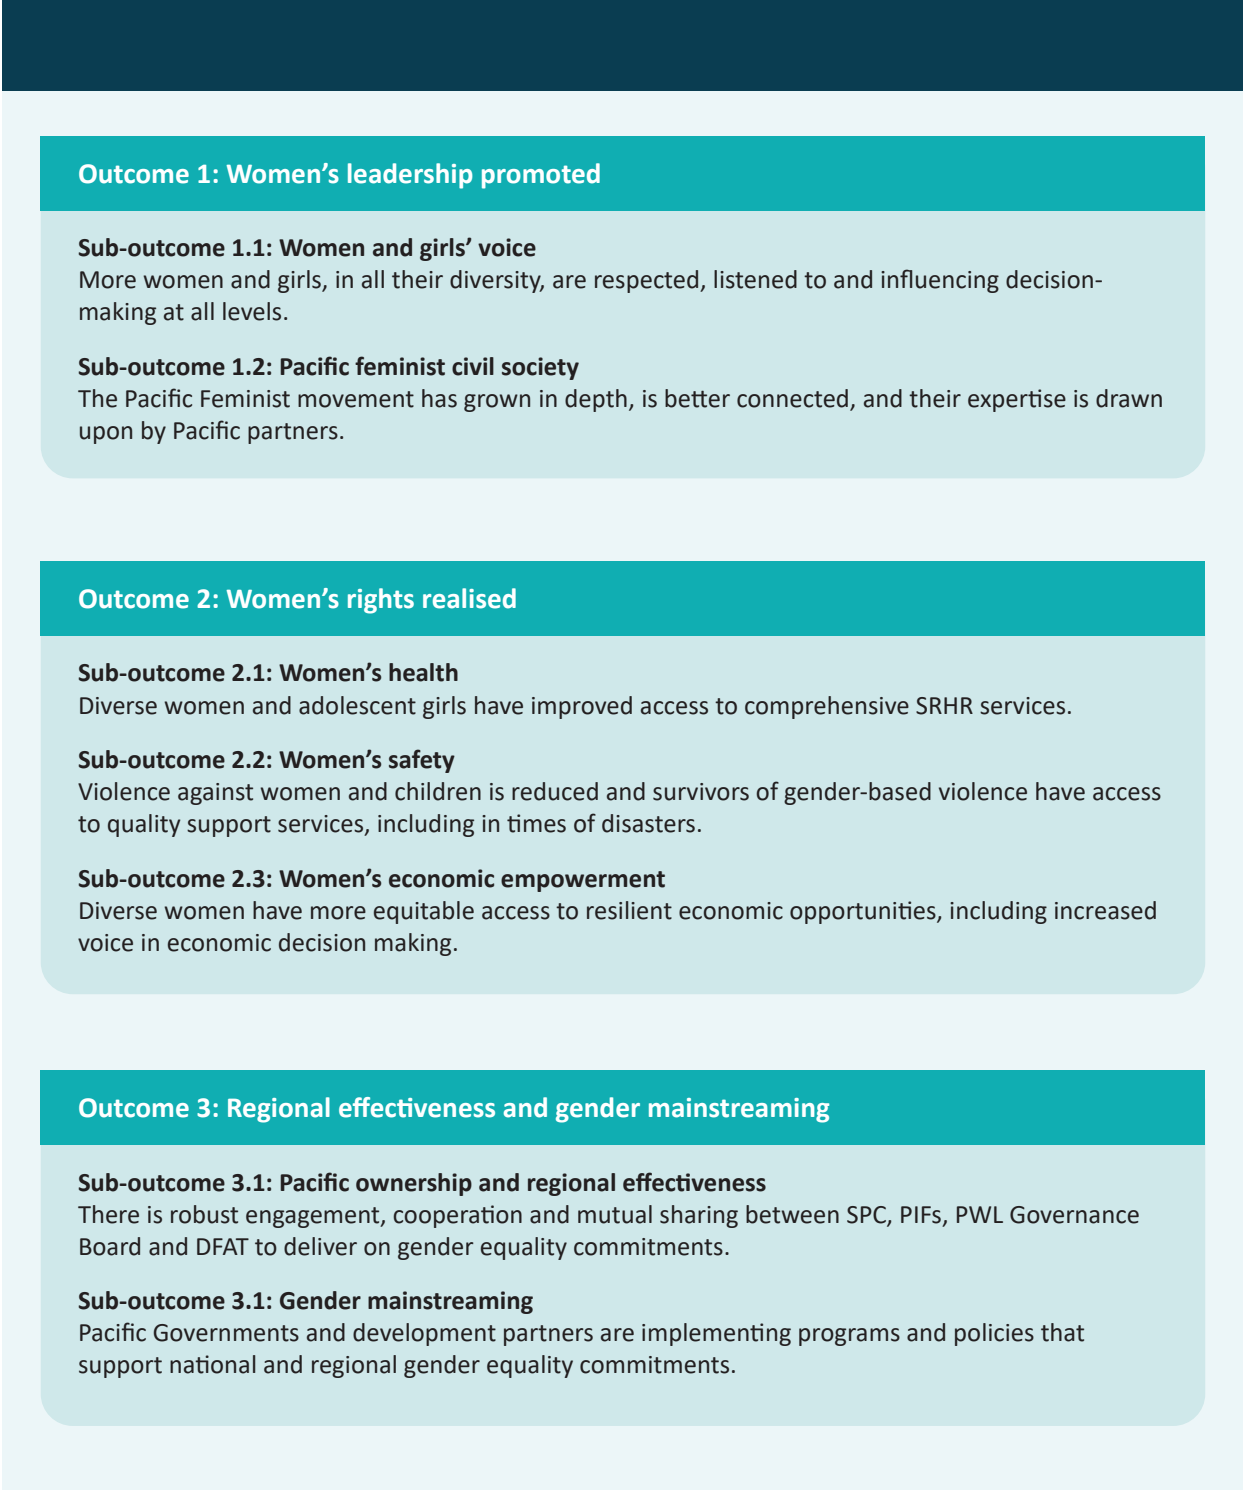 Outcome 1: Women’s leadership promoted
Sub-outcome 1.1: Women and girls’ voice
More women and girls, in all their diversity, are respected, listened to and influencing decision-
making at all levels.
Sub-outcome 1.2: Pacific feminist civil society
The Pacific Feminist movement has grown in depth, is better connected, and their expertise is drawn
upon by Pacific partners.
Outcome 2: Women’s rights realised
Sub-outcome 2.1: Women’s health
Diverse women and adolescent girls have improved access to comprehensive SRHR services.
Sub-outcome 2.2: Women’s safety
Violence against women and children is reduced and survivors of gender-based violence have access
to quality support services, including in times of disasters.
Sub-outcome 2.3: Women’s economic empowerment
Diverse women have more equitable access to resilient economic opportunities, including increased
voice in economic decision making.
Outcome 3: Regional effectiveness and gender mainstreaming
Sub-outcome 3.1: Pacific ownership and regional effectiveness
There is robust engagement, cooperation and mutual sharing between SPC, PIFs, PWL Governance
Board and DFAT to deliver on gender equality commitments.
Sub-outcome 3.1: Gender mainstreaming
Pacific Governments and development partners are implementing programs and policies that
support national and regional gender equality commitments.